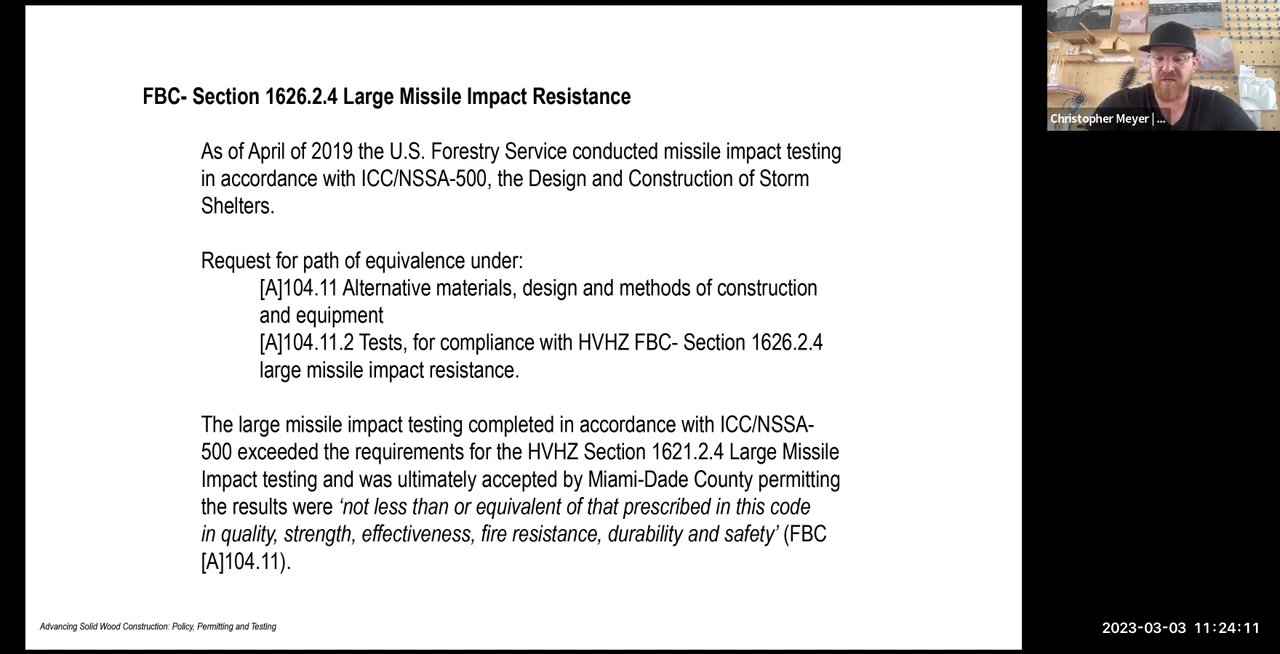 FBC- Section 1626.2.4 Large Missile Impact Resistance
As of April of 2019 the U.S. Forestry Service conducted missile impact testing
in accordance with ICC/NSSA-500, the Design and Construction of Storm
Shelters.
Request for path of equivalence under:
[A]104.11 Alternative materials, design and methods of construction
and equipment
[A]104.11.2 Tests, for compliance with HVHZ FBC- Section 1626.2.4
large missile impact resistance.
The large missile impact testing completed in accordance with ICC/NSSA-
500 exceeded the requirements for the HVHZ Section 1621.2.4 Large Missile
Impact testing and was ultimately accepted by Miami-Dade County permitting
the results were ‘not less than or equivalent of that prescribed in this code
in quality, strength, effectiveness, fire resistance, durability and safety’ (FBC
[A]104.11).
Advancing Solid Wood Construction: Policy, Permitting and Testing
Christopher Meyer | ...
2023-03-03 11:24:11